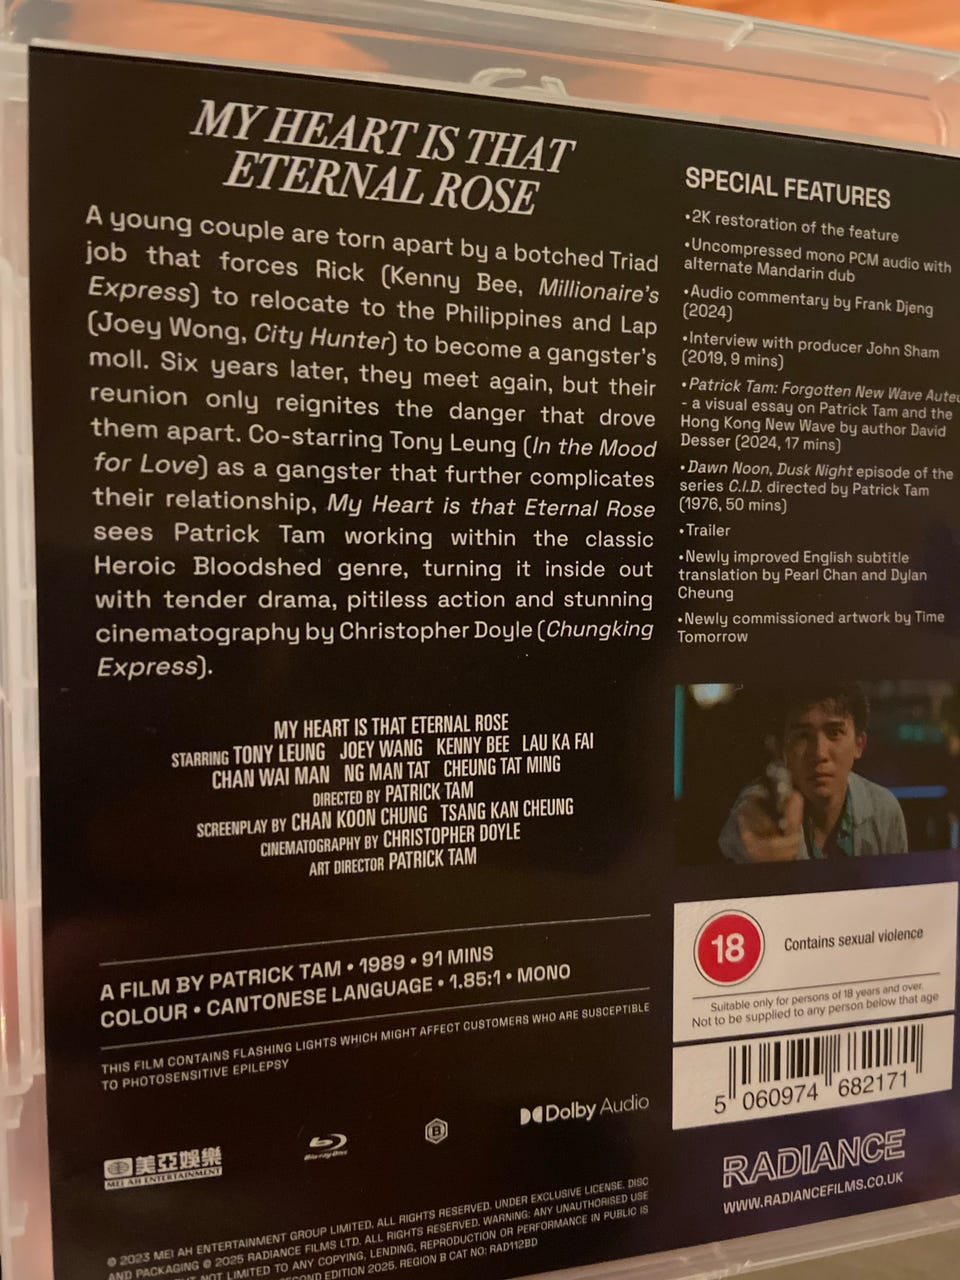 MY HEART IS THAT
ETERNAL ROSE
A young couple are torn apart by a botched Triad
job that forces Rick (Kenny Bee, Millionaire's
Express) to relocate to the Philippines and Lap
(Joey Wong, City Hunter) to become a gangster's
moll. Six years later, they meet again, but their
reunion only reignites the danger that drove
them apart. Co-starring Tony Leung (In the Mood
for Love) as a gangster that further complicates
their relationship, My Heart is that Eternal Rose
sees Patrick Tam working within the classic
Heroic Bloodshed genre, turning it inside out
with tender drama, pitiless action and stunning
cinematography by Christopher Doyle (Chungking
Express).
MY HEART IS THAT ETERNAL ROSE
STARRING TONY LEUNG JOEY WANG KENNY BEE LAU KA FAI
CHAN WAI MAN NG MAN TAT CHEUNG TAT MING
DIRECTED BY PATRICK TAM
SCREENPLAY BY CHAN KOON CHUNG TSANG KAN CHEUNG
CINEMATOGRAPHY BY CHRISTOPHER DOYLE
ART DIRECTOR PATRICK TAM
A FILM BY PATRICK TAM • 1989 • 91 MINS
COLOUR • CANTONESE LANGUAGE • 1.85:1 • MONO
THIS FILM CONTAINS FLASHING LIGHTS WHICH MIGHT AFFECT CUSTOMERS WHO ARE SUSCEPTIBLE
TO PHOTOSENSITIVE EPILEPSY
美亞娛樂
MEI AH ENTERTAINMENT
Blu-ray Disc
B
Dolby Audio
© 2023 MEI AH ENTERTAINMENT GROUP LIMITED. ALL RIGHTS RESERVED. UNDER EXCLUSIVE LICENSE. DISC
AND PACKAGING © 2025 RADIANCE FILMS LTD. ALL RIGHTS RESERVED. WARNING: ANY UNAUTHORISED USE
NOT LIMITED TO ANY COPYING, LENDING, REPRODUCTION OR PERFORMANCE IN PUBLIC IS
EDITION 2025. REGION B CAT NO: RAD112BD
SPECIAL FEATURES
•2K restoration of the feature
•Uncompressed mono PCM audio with
alternate Mandarin dub
•Audio commentary by Frank Djeng
(2024)
•Interview with producer John Sham
(2019, 9 mins)
•Patrick Tam: Forgotten New Wave Auteu
- a visual essay on Patrick Tam and the
Hong Kong New Wave by author David
Desser (2024, 17 mins)
•Dawn Noon, Dusk Night episode of the
series C.I.D. directed by Patrick Tam
(1976, 50 mins)
•Trailer
•Newly improved English subtitle
translation by Pearl Chan and Dylan
Cheung
•Newly commissioned artwork by Time
Tomorrow
18
Contains sexual violence
Suitable only for persons of 18 years and over.
Not to be supplied to any person below that age
5 060974 682171
RADIANCE
WWW.RADIANCEFILMS.CO.UK